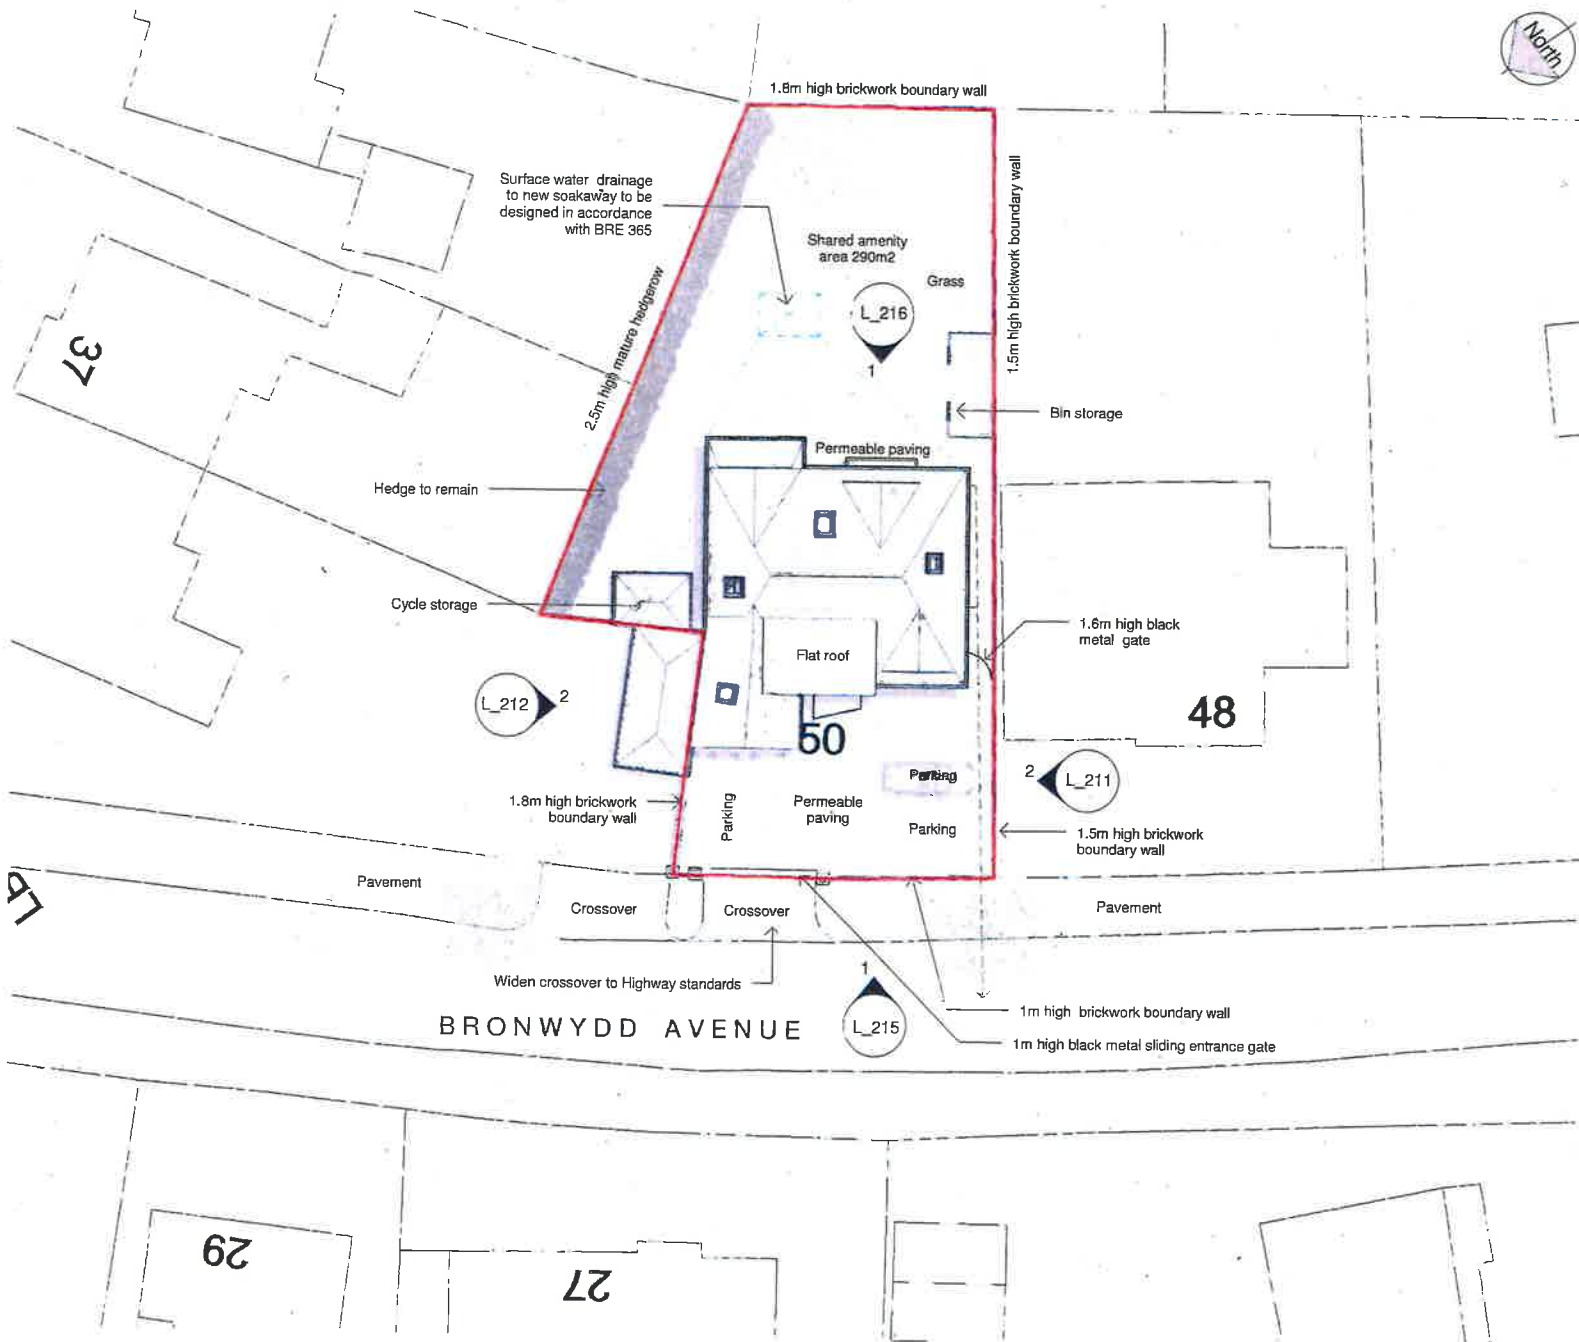 North
1.8m high brickwork boundary wall
Surface water drainage
to new soakaway to be
designed in accordance
with BRE 365
Shared amenity
area 290m2
Grass
1.5m high brickwork boundary wall
L_216
1
2.5m high mature hedgerow
37
Bin storage
Permeable paving
Hedge to remain
Cycle storage
1.6m high black
metal gate
Flat roof
L_212
2
48
50
Parking
2
L_211
1.8m high brickwork
boundary wall
Parking
Permeable
paving
Parking
1.5m high brickwork
boundary wall
Pavement
Crossover
Crossover
Pavement
Widen crossover to Highway standards
1
L_215
1m high brickwork boundary wall
BRONWYDD AVENUE
1m high black metal sliding entrance gate
29
27